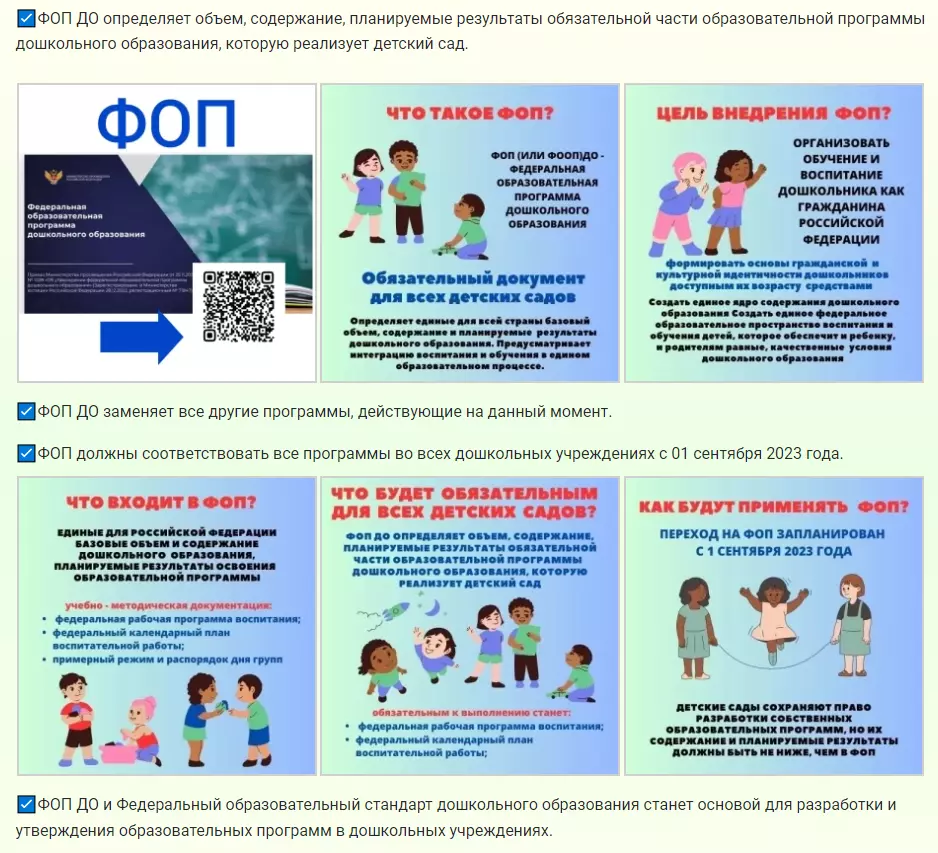 ФОП ДО определяет объем, содержание, планируемые результаты обязательной части образовательной программы
дошкольного образования, которую реализует детский сад.
ФОП
Федеральная
образовательная
программа
дошкольного образования
ЧТО ТАКОЕ ФОП?
ФОП (ИЛИ ФООП)ДО -
ФЕДЕРАЛЬНАЯ
ОБРАЗОВАТЕЛЬНАЯ
ПРОГРАММА
ДОШКОЛЬНОГО
ОБРАЗОВАНИЯ
Обязательный документ
для всех детских садов
Определяет единые для всей страны базовый
объем, содержание и планируемые результаты
дошкольного образования. Предусматривает
интеграцию воспитания и обучения в едином
образовательном процессе.
ЦЕЛЬ ВНЕДРЕНИЯ ФОП?
ОРГАНИЗОВАТЬ
ОБУЧЕНИЕ И
ВОСПИТАНИЕ
ДОШКОЛЬНИКА КАК
ГРАЖДАНИНА
РОССИЙСКОЙ
ФЕДЕРАЦИИ
формировать основы гражданской и
культурной идентичности дошкольников
доступным их возрасту средствами
Создать единое ядро содержания дошкольного
образования Создать единое федеральное
образовательное пространство воспитания и
обучения детей, которое обеспечит и ребенку,
и родителям равные, качественные условия
дошкольного образования
ФОП ДО заменяет все другие программы, действующие на данный момент.
ФОП должны соответствовать все программы во всех дошкольных учреждениях с 01 сентября 2023 года.
ЧТО ВХОДИТ В ФОП?
ЕДИНЫЕ ДЛЯ РОССИЙСКОЙ ФЕДЕРАЦИИ
БАЗОВЫЕ ОБЪЕМ И СОДЕРЖАНИЕ
ДОШКОЛЬНОГО ОБРАЗОВАНИЯ,
ПЛАНИРУЕМЫЕ РЕЗУЛЬТАТЫ ОСВОЕНИЯ
ОБРАЗОВАТЕЛЬНОЙ ПРОГРАММЫ
учебно - методическая документация:
• федеральная рабочая программа воспитания;
• федеральный календарный план
воспитательной работы;
• примерный режим и распорядок дня групп
ЧТО БУДЕТ ОБЯЗАТЕЛЬНЫМ
ДЛЯ ВСЕХ ДЕТСКИХ САДОВ?
ФОП ДО ОПРЕДЕЛЯЕТ ОБЪЕМ, СОДЕРЖАНИЕ,
ПЛАНИРУЕМЫЕ РЕЗУЛЬТАТЫ ОБЯЗАТЕЛЬНОЙ
ЧАСТИ ОБРАЗОВАТЕЛЬНОЙ ПРОГРАММЫ
ДОШКОЛЬНОГО ОБРАЗОВАНИЯ, КОТОРУЮ
РЕАЛИЗУЕТ ДЕТСКИЙ САД
обязательным к выполнению станет:
• федеральная рабочая программа воспитания;
• федеральный календарный план
воспитательной работы;
КАК БУДУТ ПРИМЕНЯТЬ ФОП?
ПЕРЕХОД НА ФОП ЗАПЛАНИРОВАН
С 1 СЕНТЯБРЯ 2023 ГОДА
ДЕТСКИЕ САДЫ СОХРАНЯЮТ ПРАВО
РАЗРАБОТКИ СОБСТВЕННЫХ
ОБРАЗОВАТЕЛЬНЫХ ПРОГРАММ, НО ИХ
СОДЕРЖАНИЕ И ПЛАНИРУЕМЫЕ РЕЗУЛЬТАТЫ
ДОЛЖНЫ БЫТЬ НЕ НИЖЕ, ЧЕМ В ФОП
ФОП ДО и Федеральный образовательный стандарт дошкольного образования станет основой для разработки и
утверждения образовательных программ в дошкольных учреждениях.